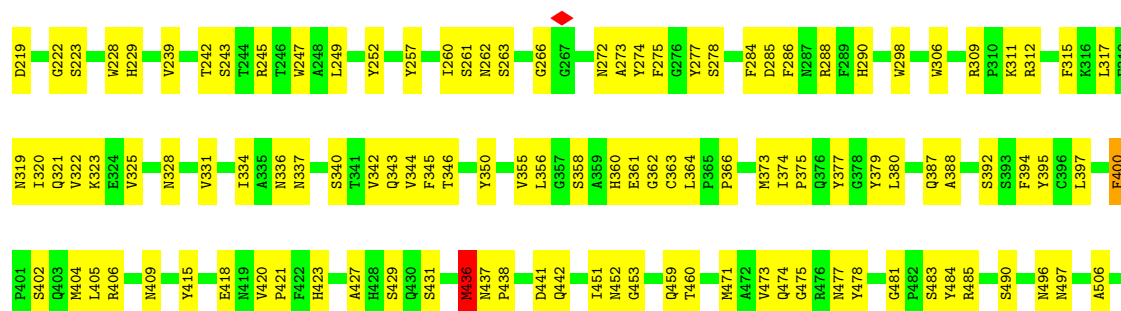 D219 G222 S223 W228 H229 V239 T242 S243 T244 R245 T246 W247 A248 L249 Y252 Y257 I260 S261 N262 S263 G266 G267 N272 A273 Y274 F275 G276 Y277 S278 F284 D285 F286 N287 R288 F289 H290 W298 W306 R309 P310 K311 R312 F315 K316 L317
N319 I320 Q321 V322 K323 E324 V325 N328 V331 I334 A335 N336 N337 S340 T341 V342 Q343 V344 F345 T346 Y350 V355 L356 G357 S358 A359 H360 E361 G362 C363 L364 P365 P366 M373 I374 P375 Q376 Y377 G378 Y379 L380 Q387 A388 S392 S393 F394 Y395 C396 L397 F400
P401 S402 Q403 M404 L405 R406 N409 Y415 E418 N419 V420 P421 F422 H423 A427 H428 S429 Q430 S431 M436 N437 P438 D441 Q442 I451 N452 G453 Q459 T460 M471 A472 V473 Q474 G475 R476 N477 Y478 G481 P482 S483 Y484 R485 S490 N496 N497 A506